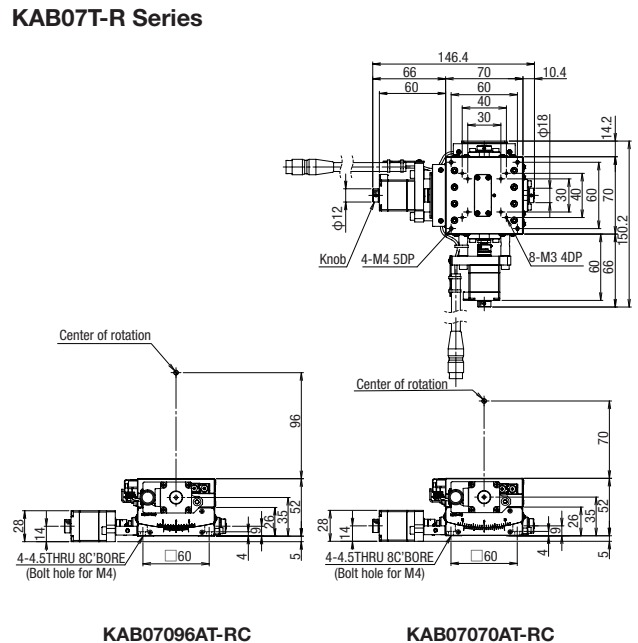 KAB07T-R Series
146.4
66
70
10.4
60
60
40
30
Φ18
14.2
Φ12
30
40
60
70
150.2
60
66
Knob
4-M4 5DP
8-M3 4DP
Center of rotation
96
52
35
26
9
4
5
28
14
4-4.5THRU 8C'BORE
(Bolt hole for M4)
□60
Center of rotation
70
52
35
26
9
4
5
28
14
4-4.5THRU 8C'BORE
(Bolt hole for M4)
□60
KAB07096AT-RC
KAB07070AT-RC